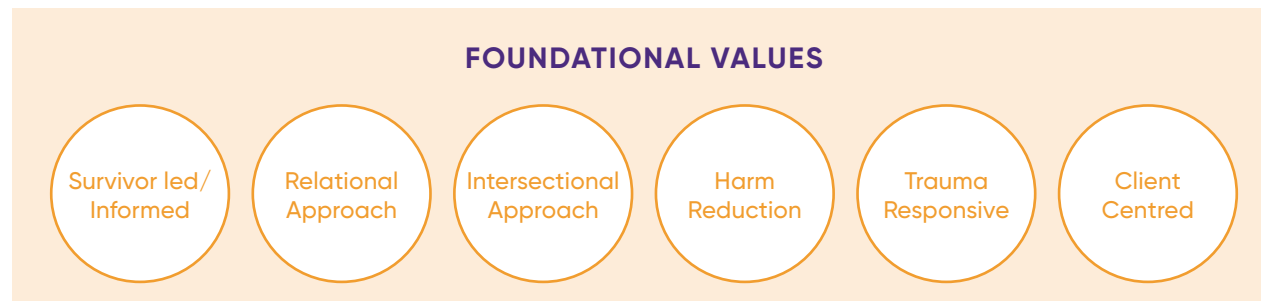 FOUNDATIONAL VALUES
Survivor led/
Informed
Relational
Approach
Intersectional
Approach
Harm
Reduction
Trauma
Responsive
Client
Centred